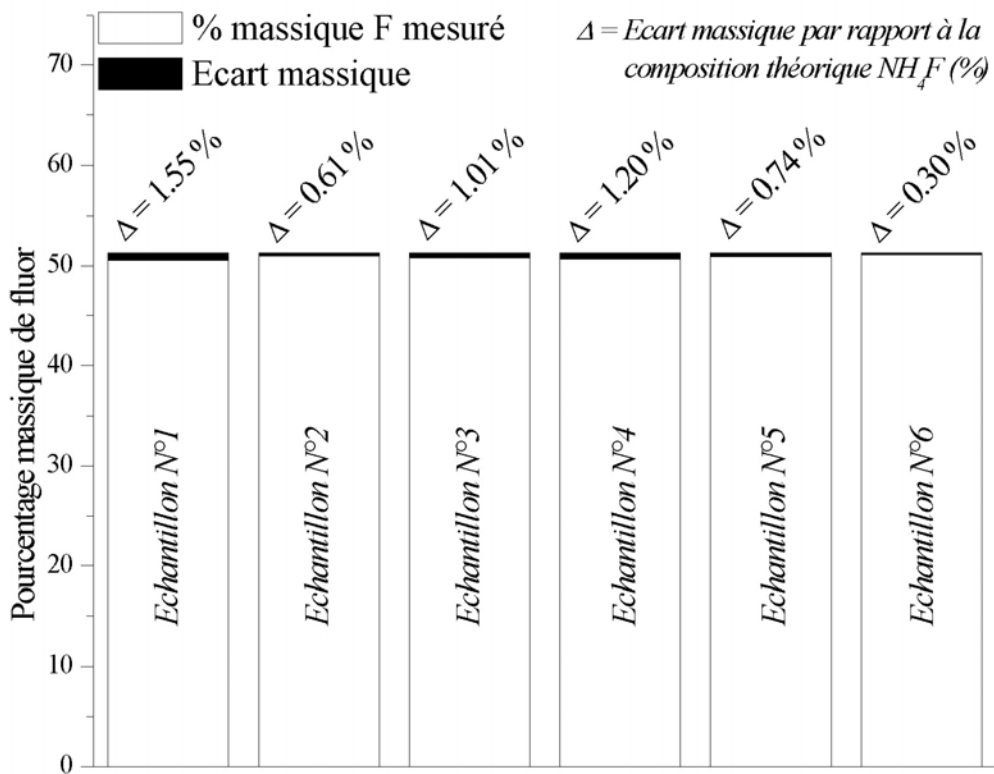 % massique F mesuré
Ecart massique
Δ = Ecart massique par rapport à la
composition théorique NH₄F (%)
Pourcentage massique de fluor
70
60
50
40
30
20
10
0
Δ = 1.55 %
Δ = 0.61 %
Δ = 1.01 %
Δ = 1.20 %
Δ = 0.74 %
Δ = 0.30 %
Echantillon N°1
Echantillon N°2
Echantillon N°3
Echantillon N°4
Echantillon N°5
Echantillon N°6